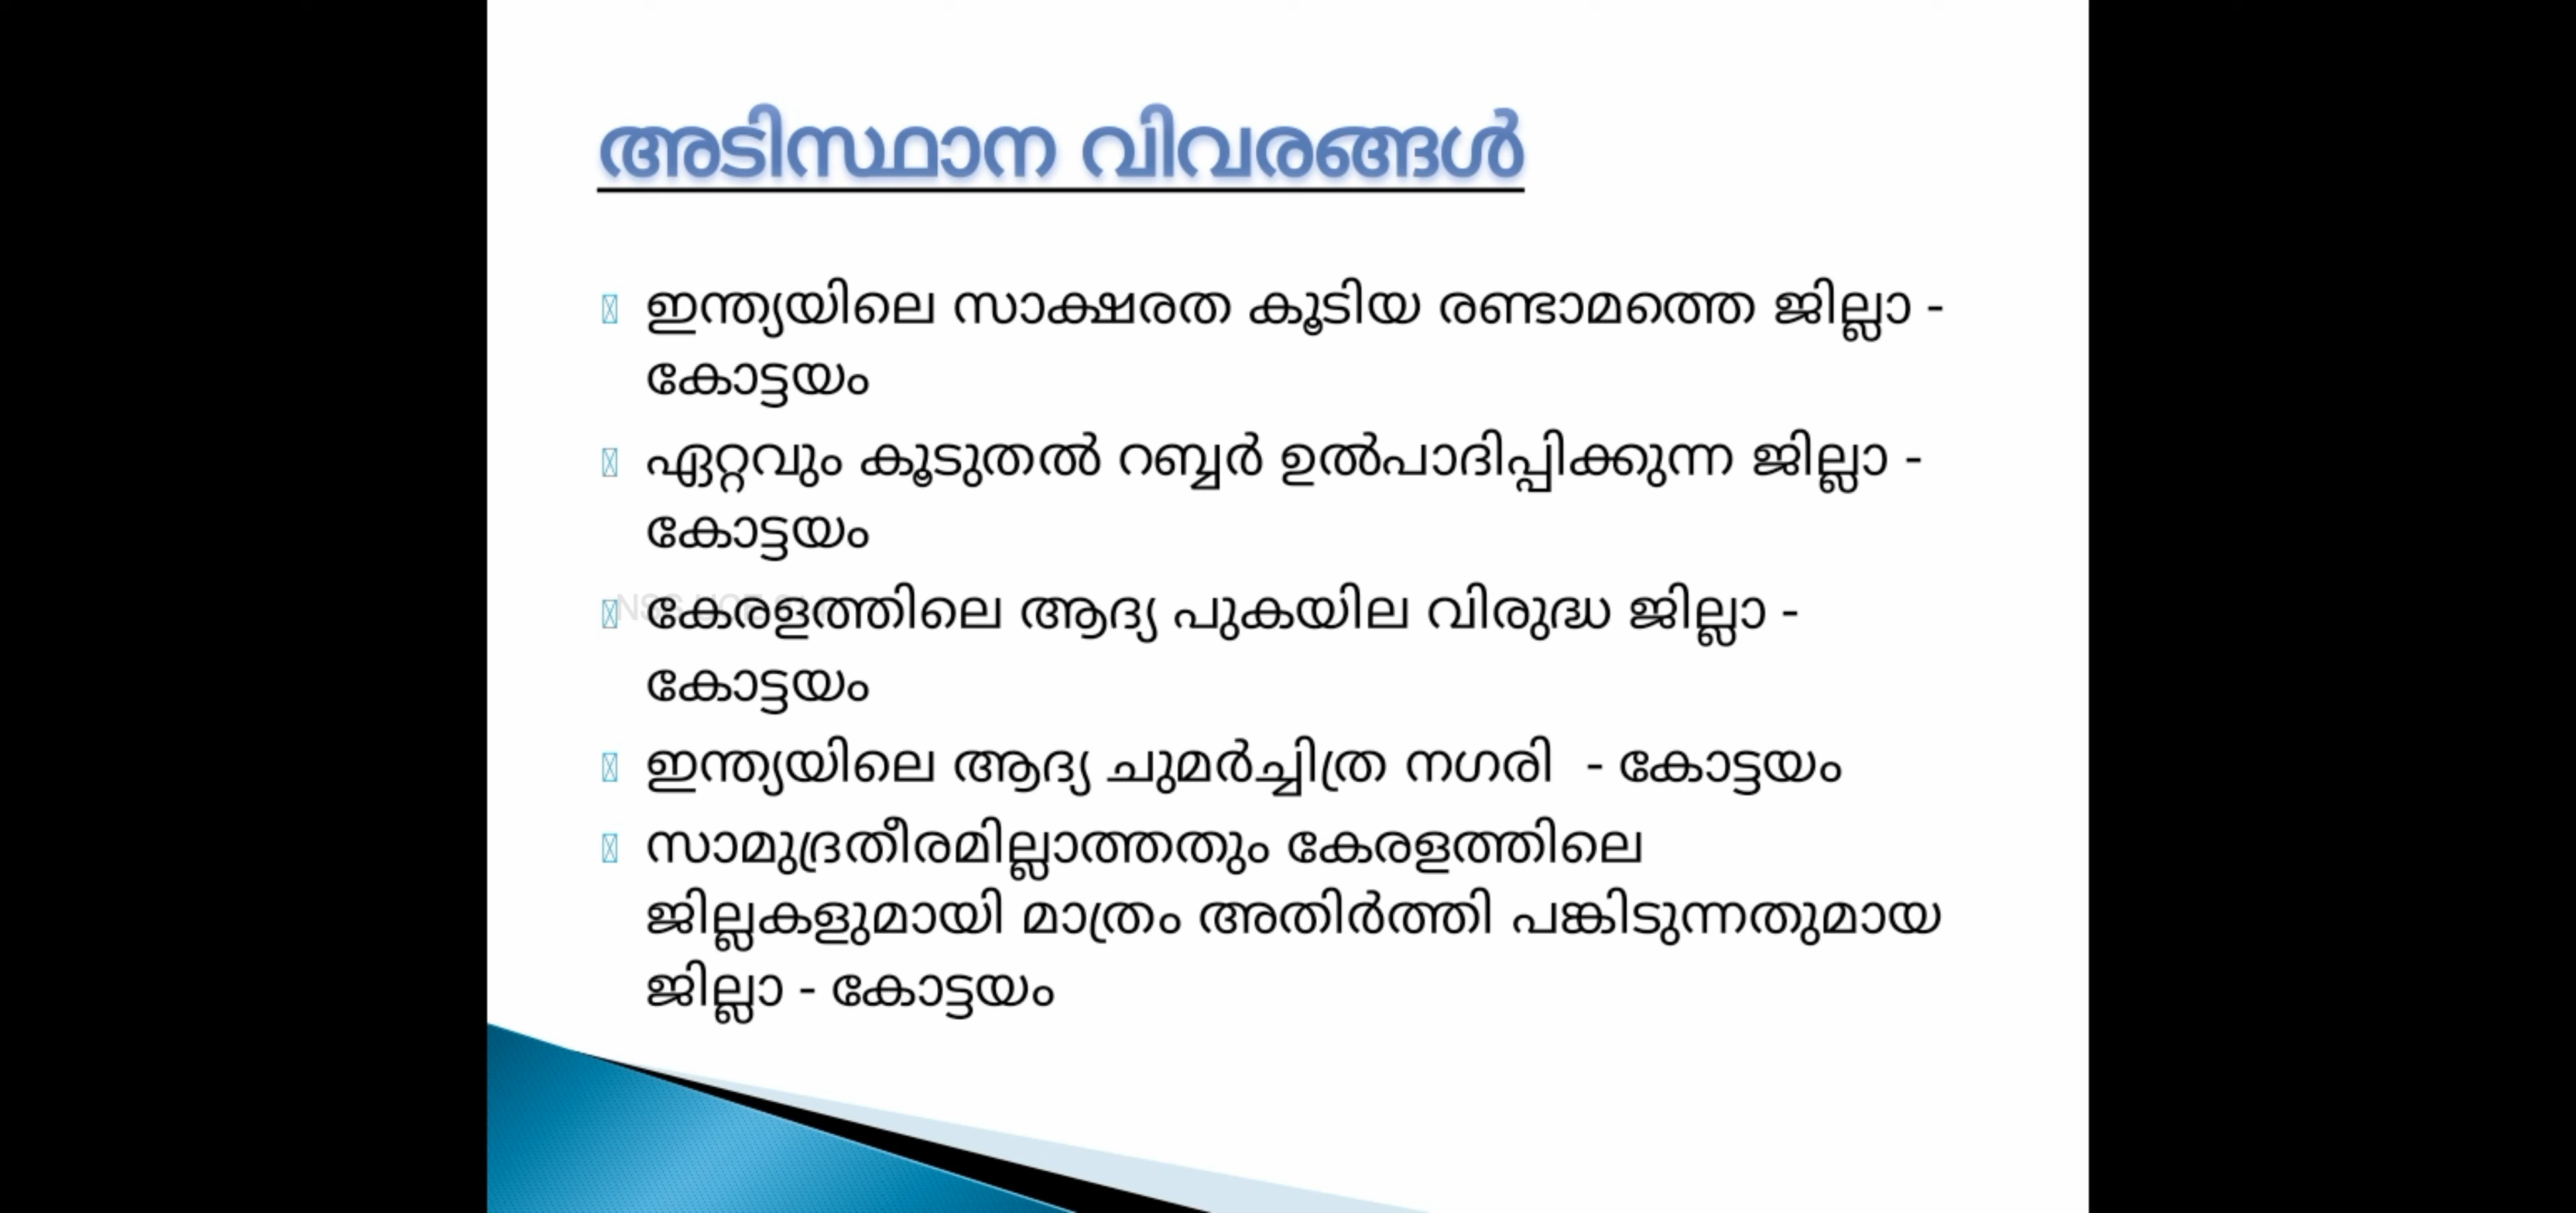 അടിസ്ഥാന വിവരങ്ങൾ
ഇന്ത്യയിലെ സാക്ഷരത കൂടിയ രണ്ടാമത്തെ ജില്ലാ -
കോട്ടയം
ഏറ്റവും കൂടുതൽ റബ്ബർ ഉൽപാദിപ്പിക്കുന്ന ജില്ലാ -
കോട്ടയം
കേരളത്തിലെ ആദ്യ പുകയില വിരുദ്ധ ജില്ലാ -
കോട്ടയം
ഇന്ത്യയിലെ ആദ്യ ചുമർച്ചിത്ര നഗരി - കോട്ടയം
സാമുദ്രതീരമില്ലാത്തതും കേരളത്തിലെ
ജില്ലകളുമായി മാത്രം അതിർത്തി പങ്കിടുന്നതുമായ
ജില്ലാ - കോട്ടയം